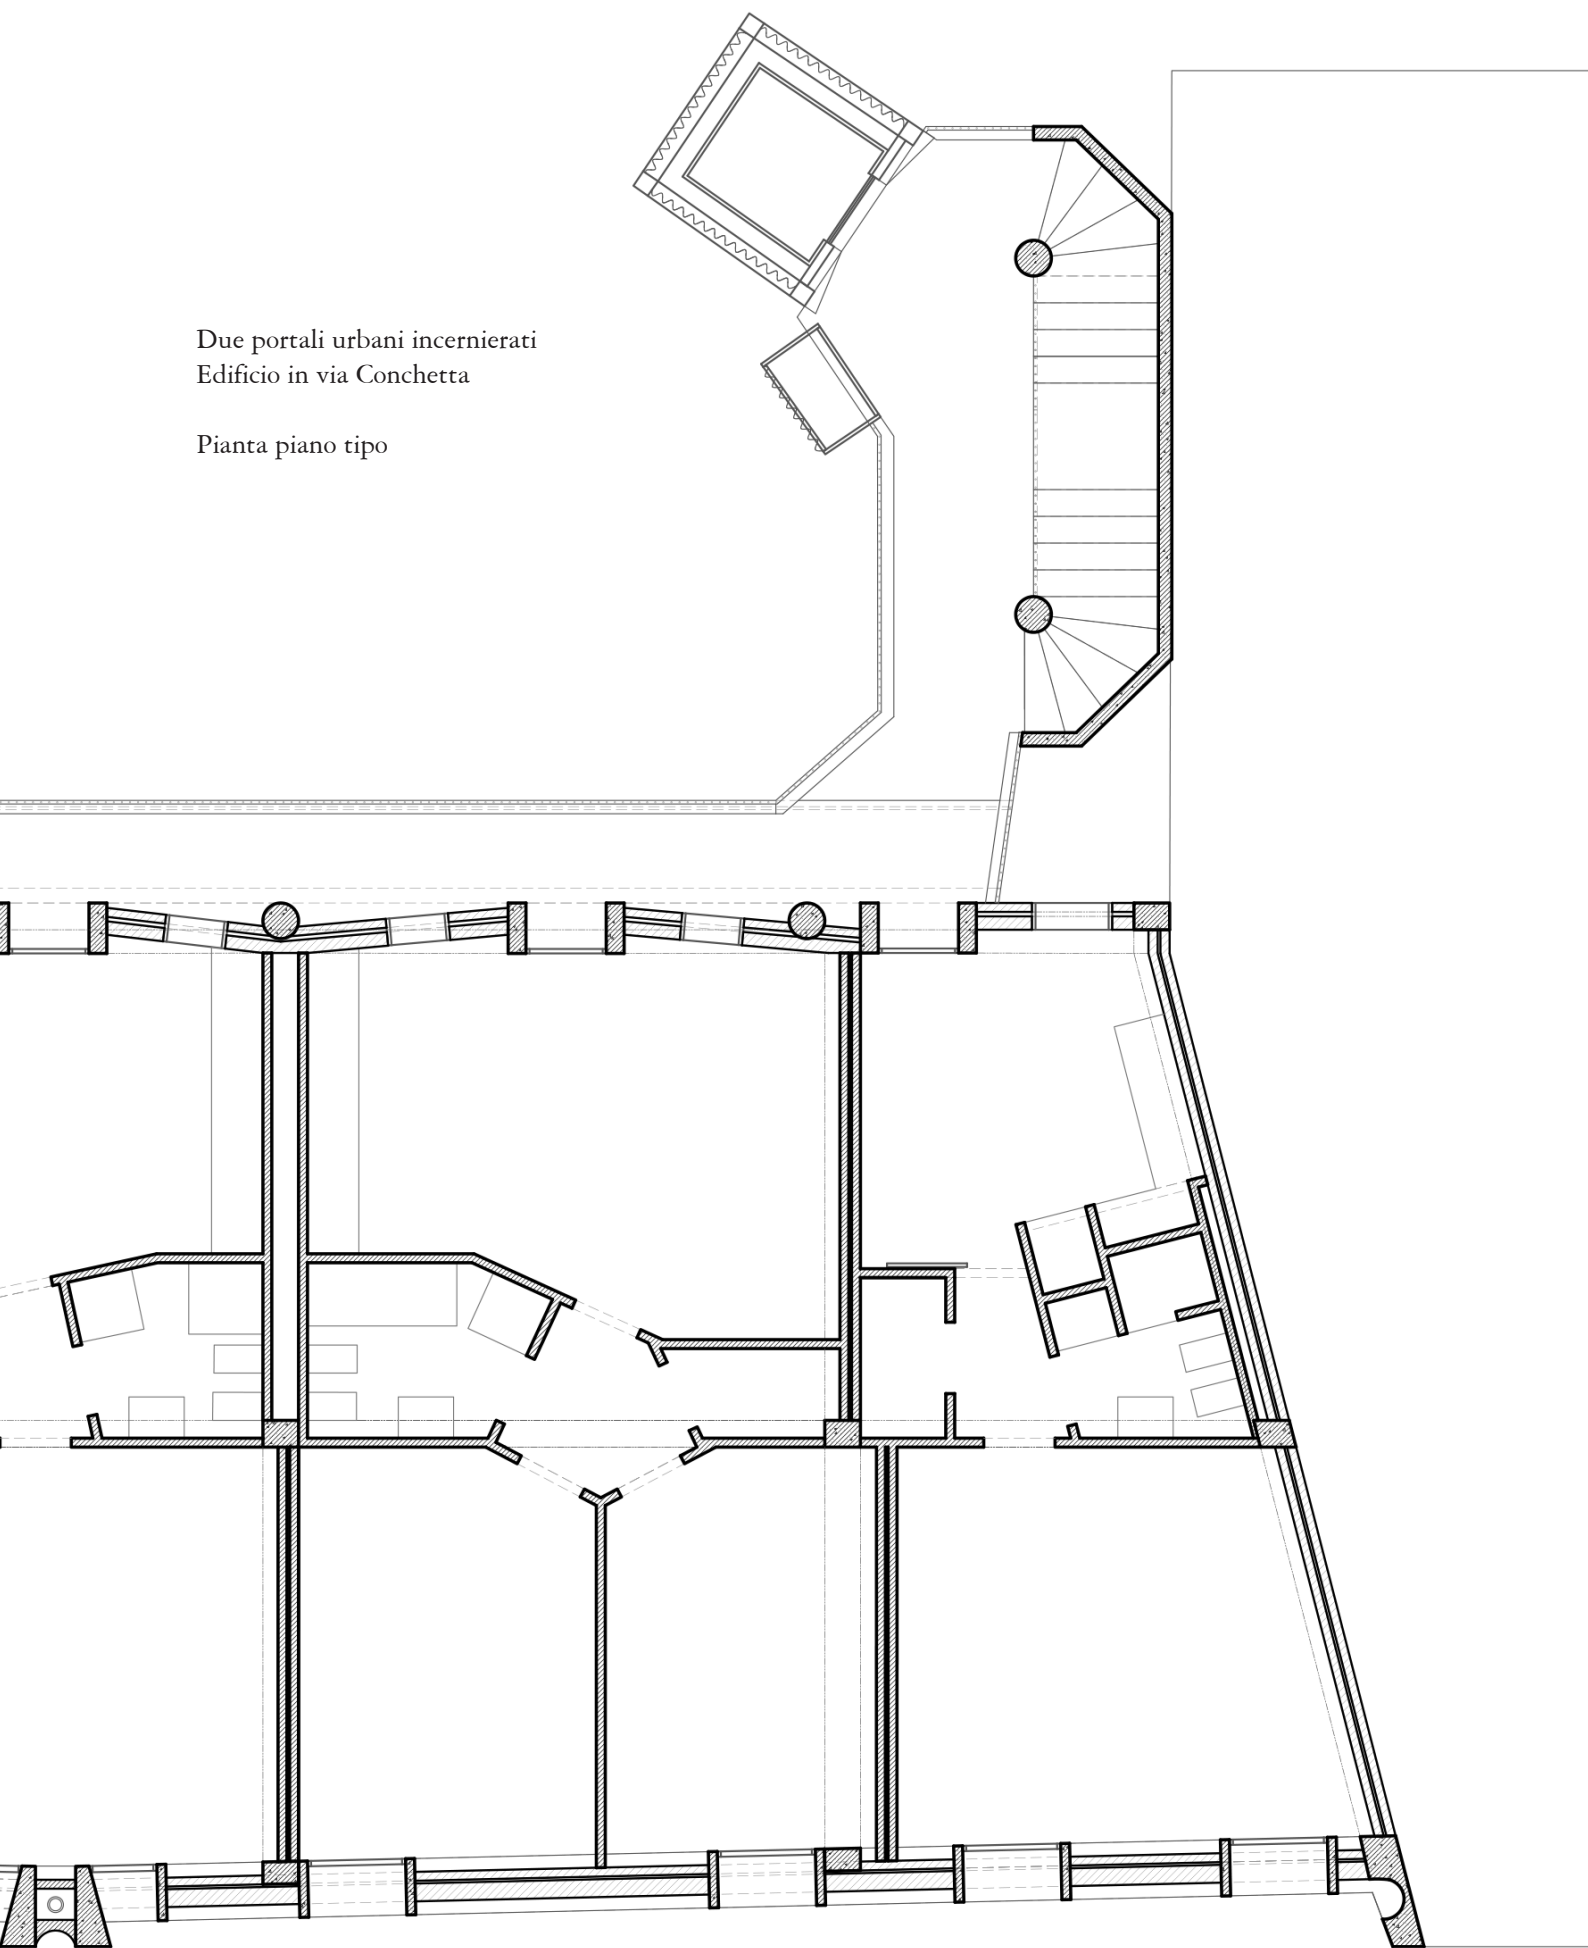 Due portali urbani incernierati
Edificio in via Conchetta
Pianta piano tipo